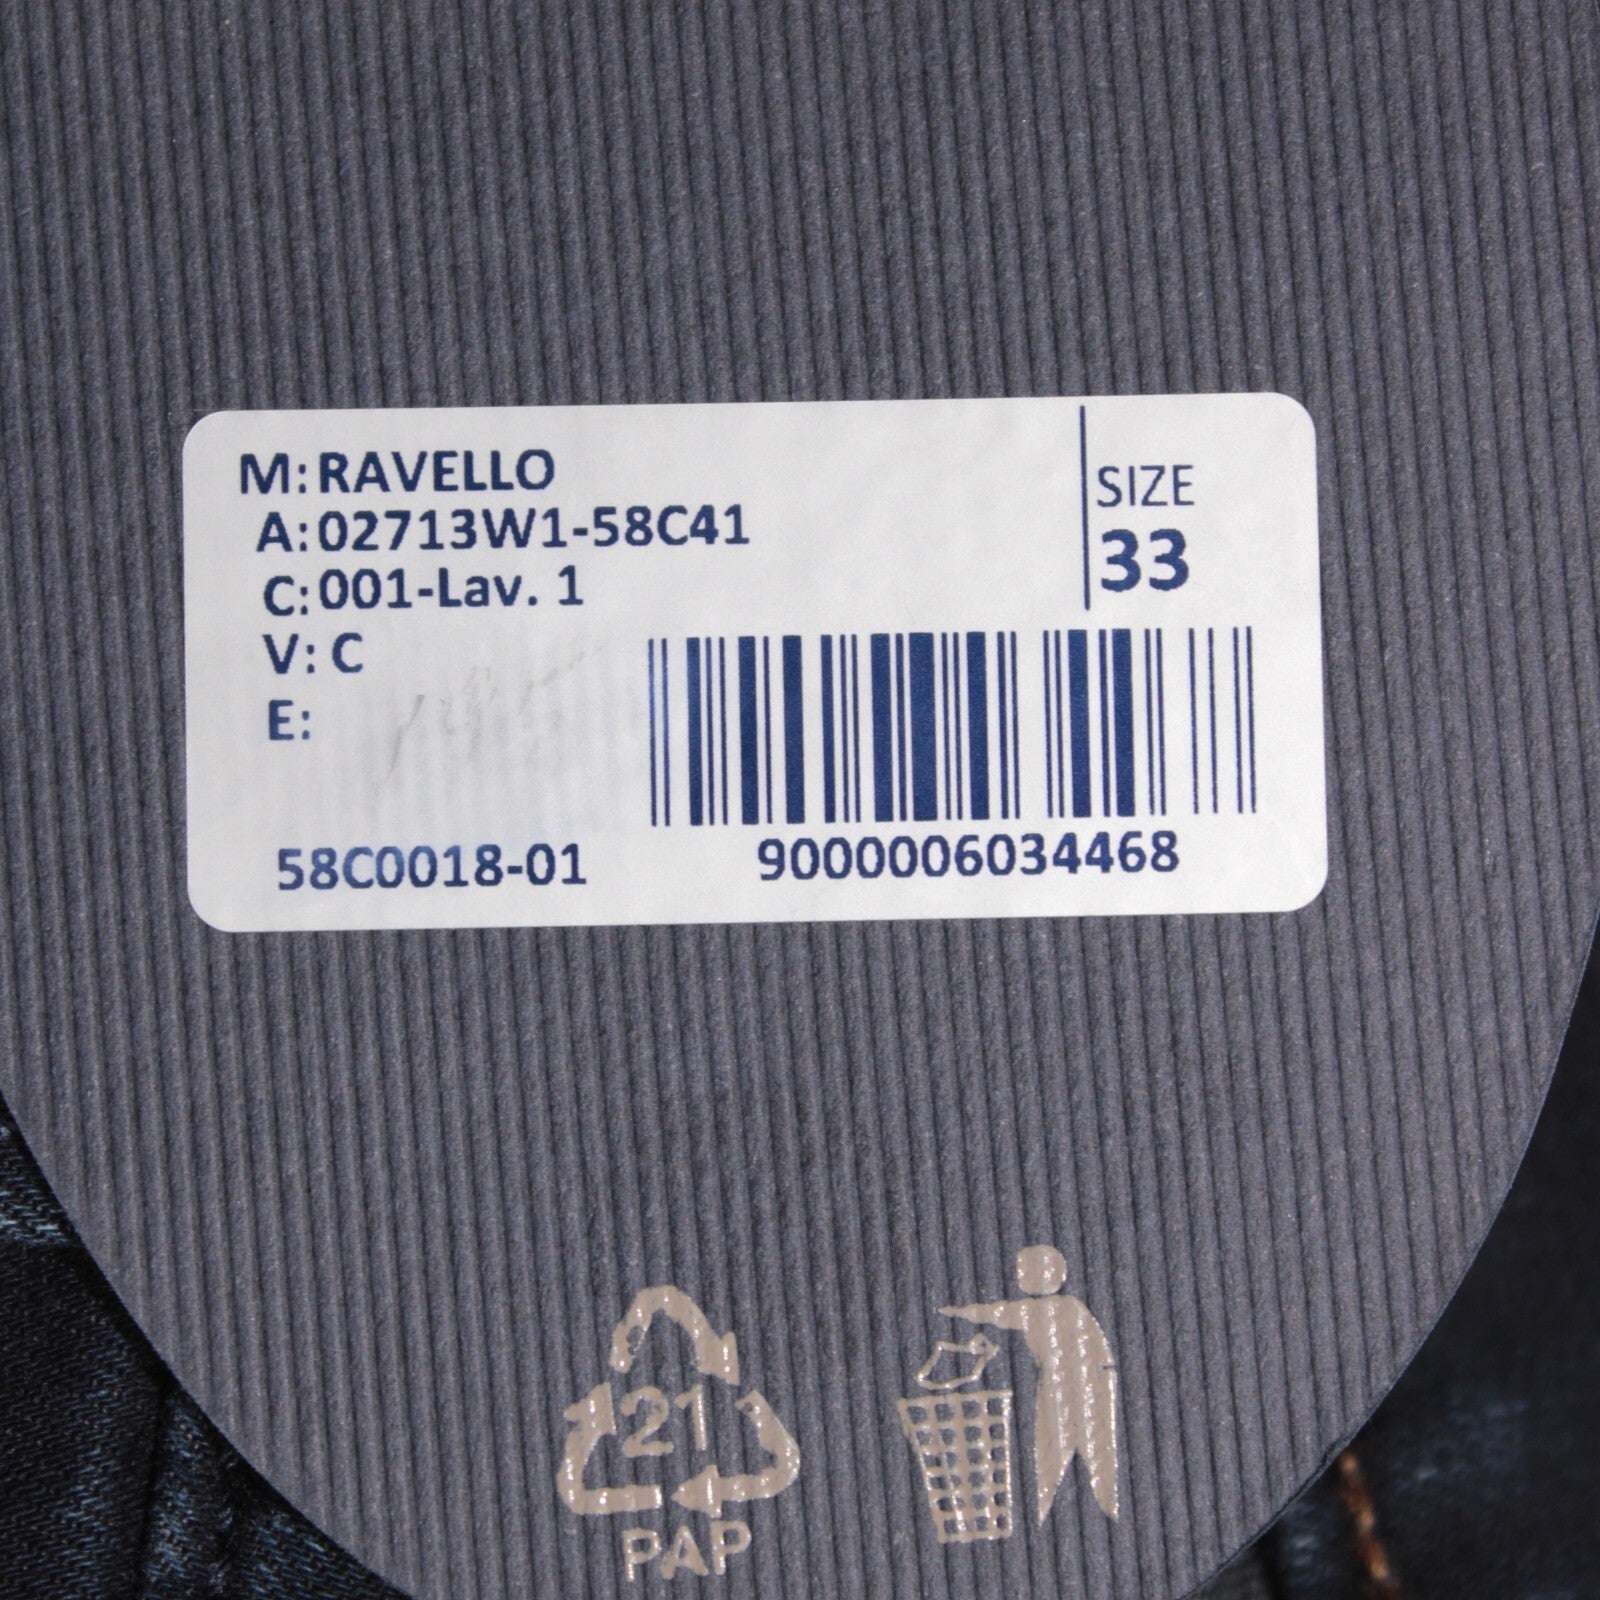 M: RAVELLO
A: 02713W1-58C41
C: 001-Lav. 1
V: C
E:
SIZE
33
58C0018-01
9000006034468
21
PAP